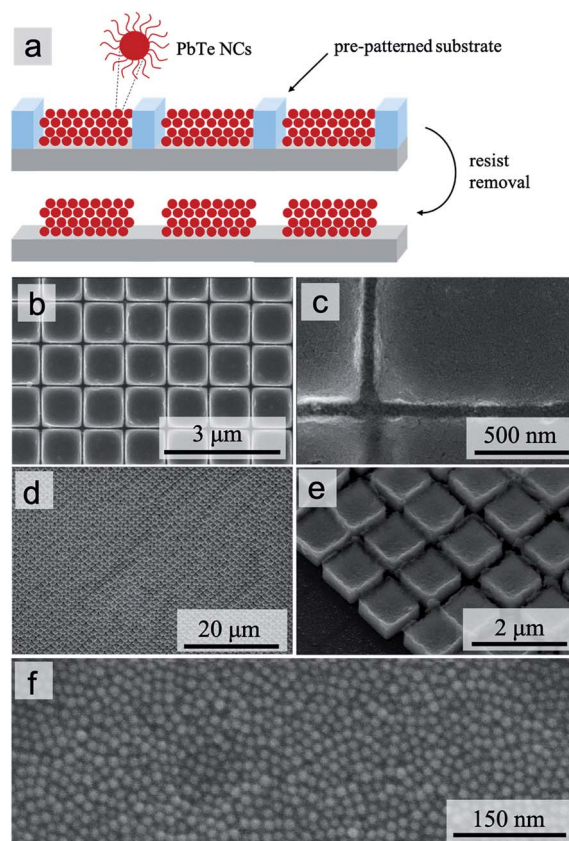 a
PbTe NCs
pre-patterned substrate
resist
removal
b
3 µm
c
500 nm
d
20 µm
e
2 µm
f
150 nm